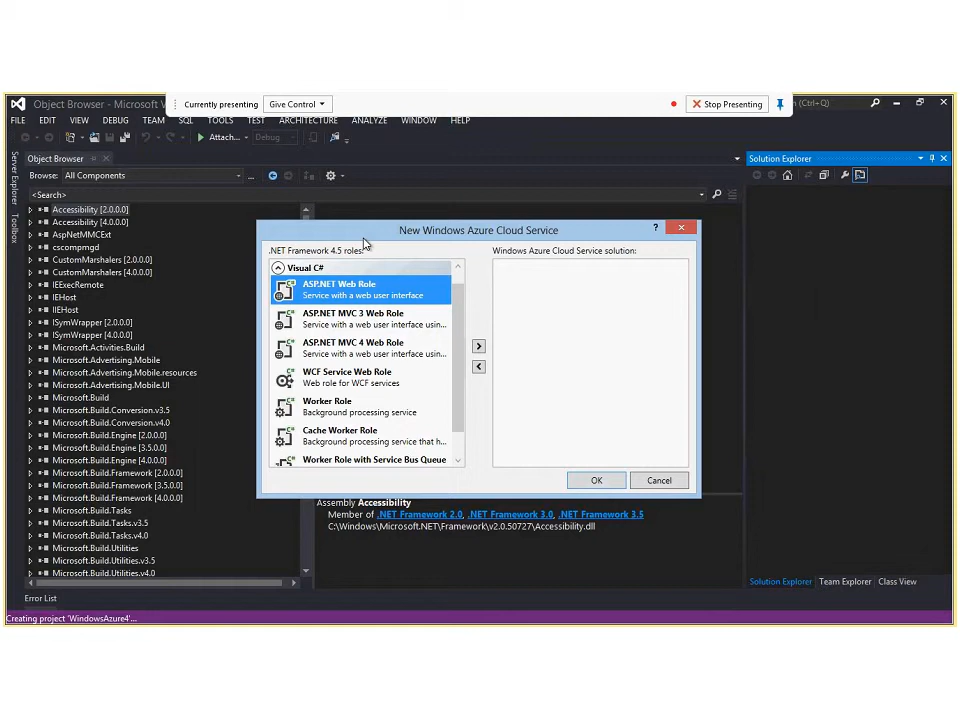 Object Browser - Microsoft V
Currently presenting
Give Control
Stop Presenting
(Ctrl+Q)
FILE EDIT VIEW DEBUG TEAM SQL TOOLS TEST ARCHITECTURE ANALYZE WINDOW HELP
Attach...
Debug
Object Browser
Solution Explorer
Browse: All Components
...
<Search>
Server Explorer
Toolbox
Accessibility [2.0.0.0]
Accessibility [4.0.0.0]
AspNetMMCExt
cscompmgd
CustomMarshalers [2.0.0.0]
CustomMarshalers [4.0.0.0]
IEExecRemote
IEHost
IIEHost
ISymWrapper [2.0.0.0]
ISymWrapper [4.0.0.0]
Microsoft.Activities.Build
Microsoft.Advertising.Mobile
Microsoft.Advertising.Mobile.resources
Microsoft.Advertising.Mobile.UI
Microsoft.Build
Microsoft.Build.Conversion.v3.5
Microsoft.Build.Conversion.v4.0
Microsoft.Build.Engine [2.0.0.0]
Microsoft.Build.Engine [3.5.0.0]
Microsoft.Build.Engine [4.0.0.0]
Microsoft.Build.Framework [2.0.0.0]
Microsoft.Build.Framework [3.5.0.0]
Microsoft.Build.Framework [4.0.0.0]
Microsoft.Build.Tasks
Microsoft.Build.Tasks.v3.5
Microsoft.Build.Tasks.v4.0
Microsoft.Build.Utilities
Microsoft.Build.Utilities.v3.5
Microsoft.Build.Utilities.v4.0
New Windows Azure Cloud Service
.NET Framework 4.5 roles:
Windows Azure Cloud Service solution:
Visual C#
ASP.NET Web Role
Service with a web user interface
ASP.NET MVC 3 Web Role
Service with a web user interface usin...
ASP.NET MVC 4 Web Role
Service with a web user interface usin...
WCF Service Web Role
Web role for WCF services
Worker Role
Background processing service
Cache Worker Role
Background processing service that h...
Worker Role with Service Bus Queue
OK
Cancel
Assembly Accessibility
Member of .NET Framework 2.0, .NET Framework 3.0, .NET Framework 3.5
C:\Windows\Microsoft.NET\Framework\v2.0.50727\Accessibility.dll
Solution Explorer Team Explorer Class View
Error List
Creating project 'WindowsAzure4'...